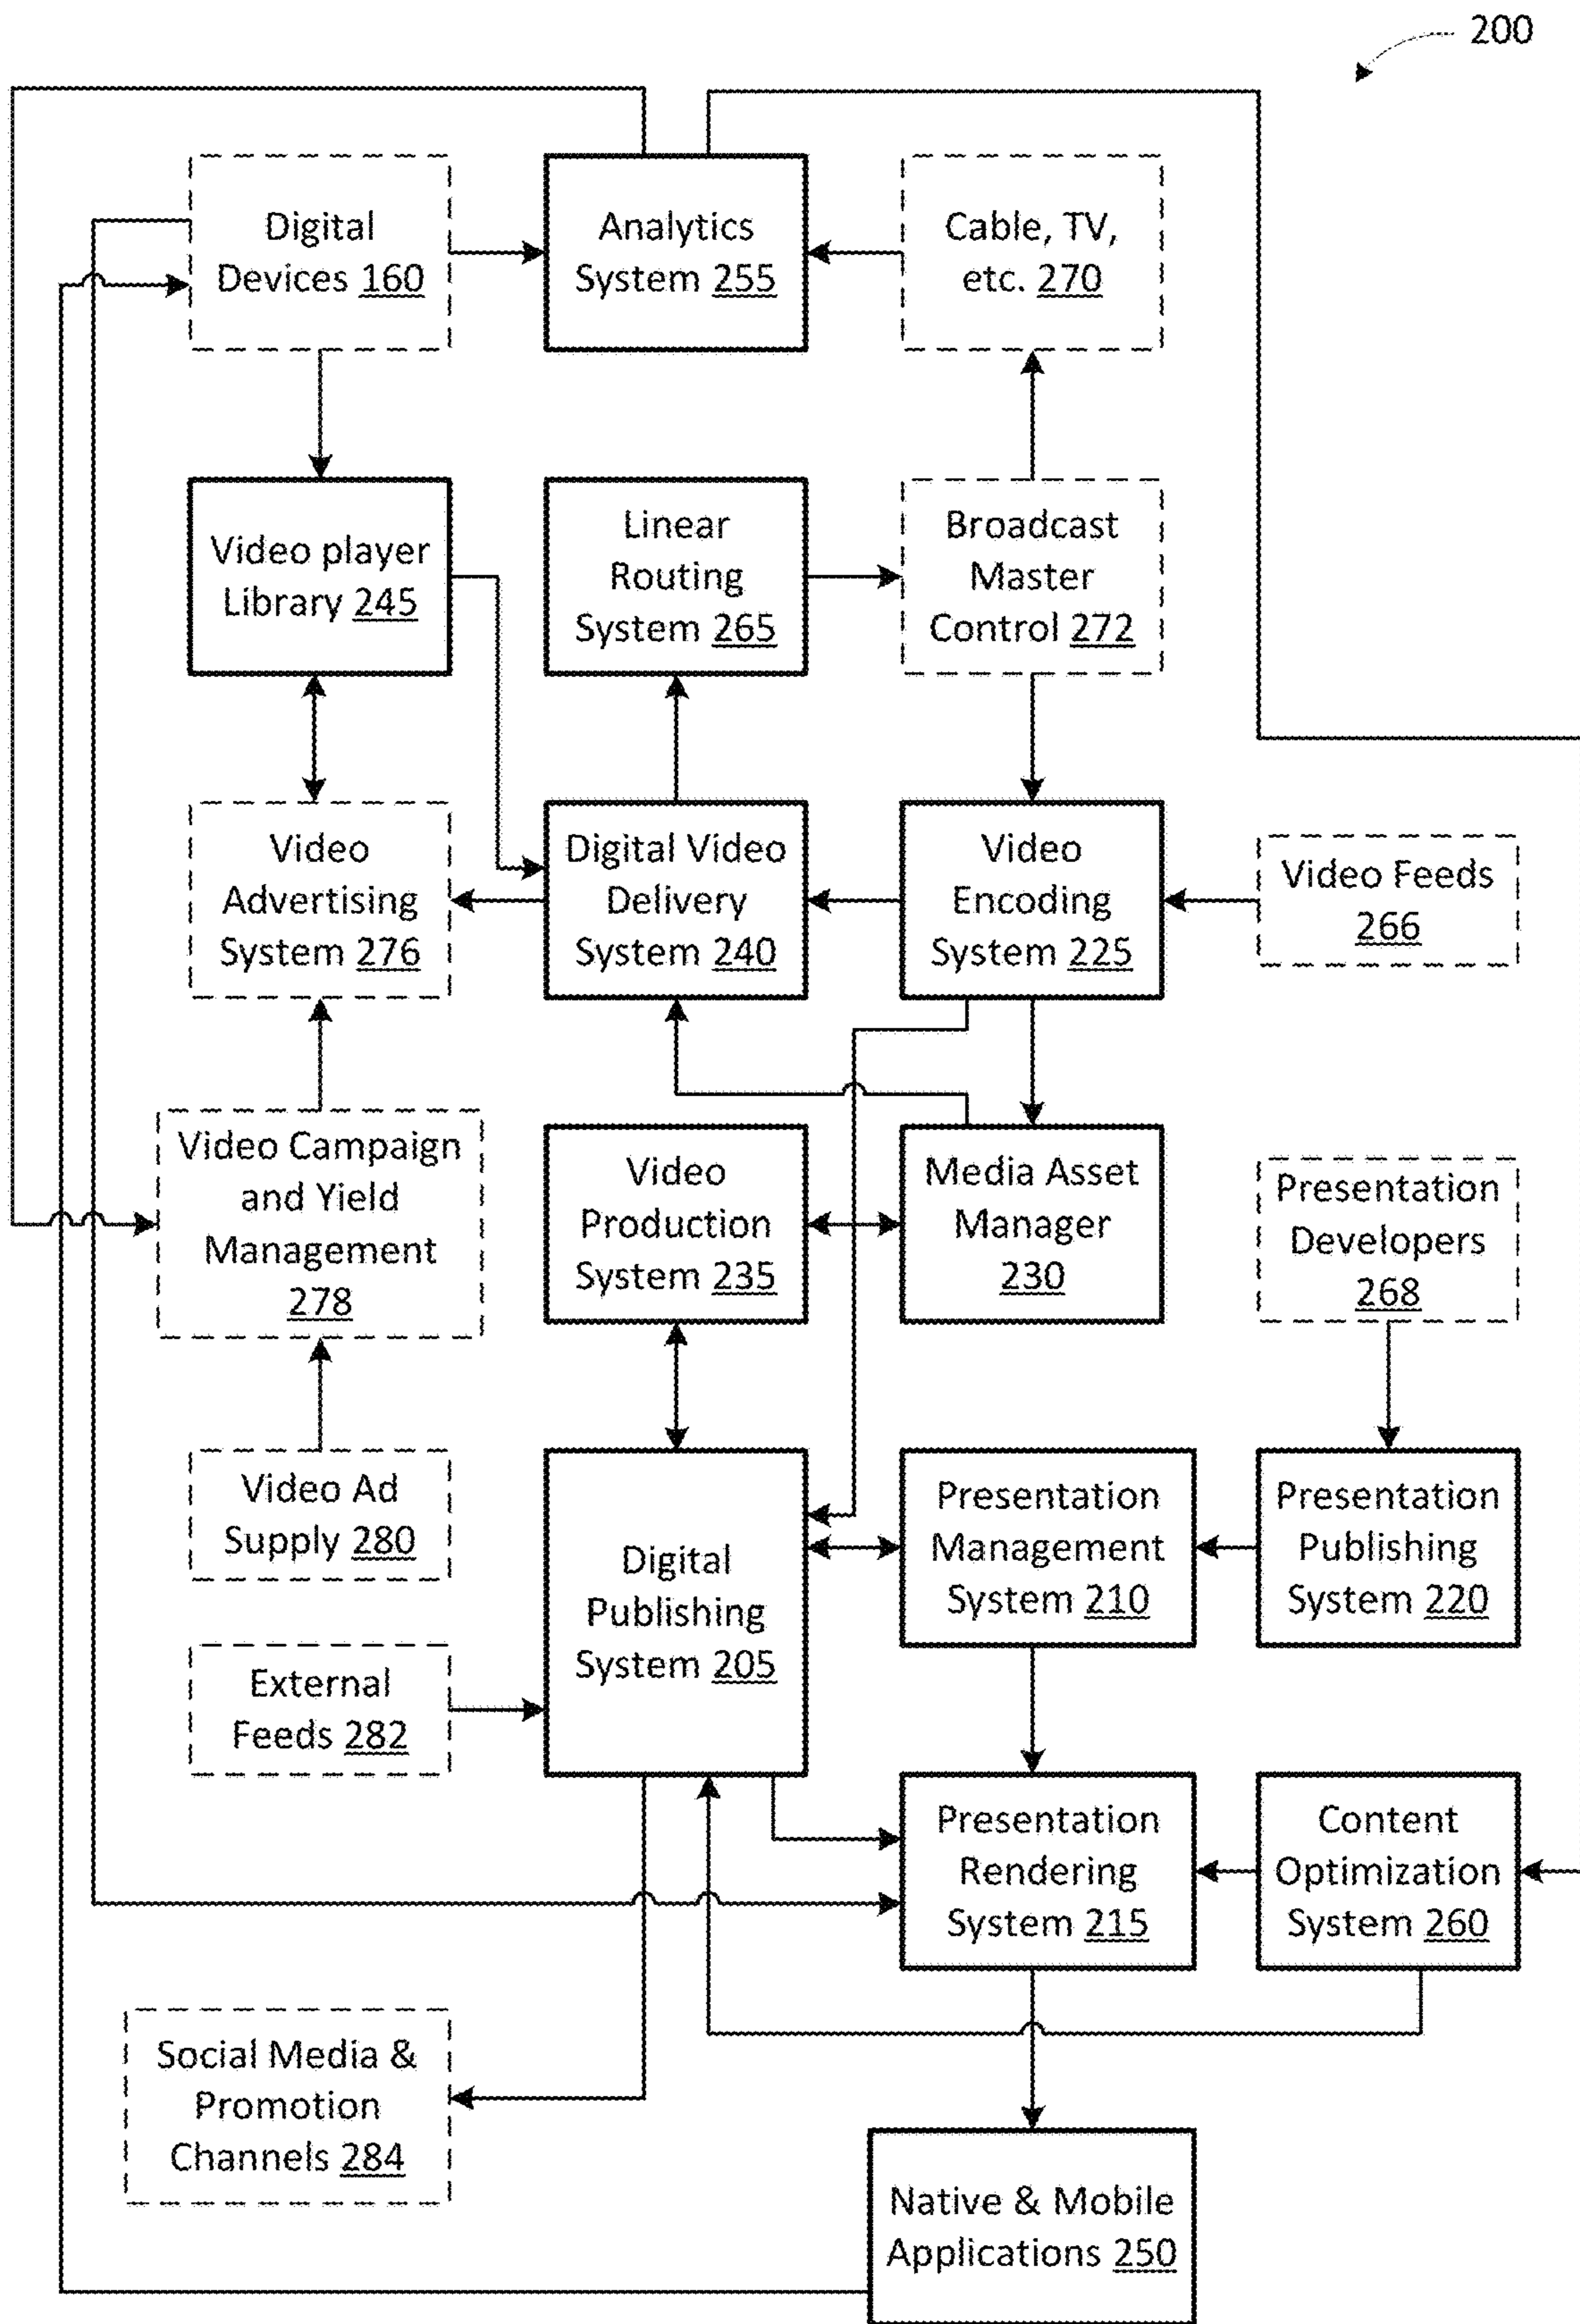 200
Digital
Devices 160
Analytics
System 255
Cable, TV,
etc. 270
Video player
Library 245
Linear
Routing
System 265
Broadcast
Master
Control 272
Video
Advertising
System 276
Digital Video
Delivery
System 240
Video
Encoding
System 225
Video Feeds
266
Video Campaign
and Yield
Management
278
Video
Production
System 235
Media Asset
Manager
230
Presentation
Developers
268
Video Ad
Supply 280
Digital
Publishing
System 205
Presentation
Management
System 210
Presentation
Publishing
System 220
External
Feeds 282
Presentation
Rendering
System 215
Content
Optimization
System 260
Social Media &
Promotion
Channels 284
Native & Mobile
Applications 250